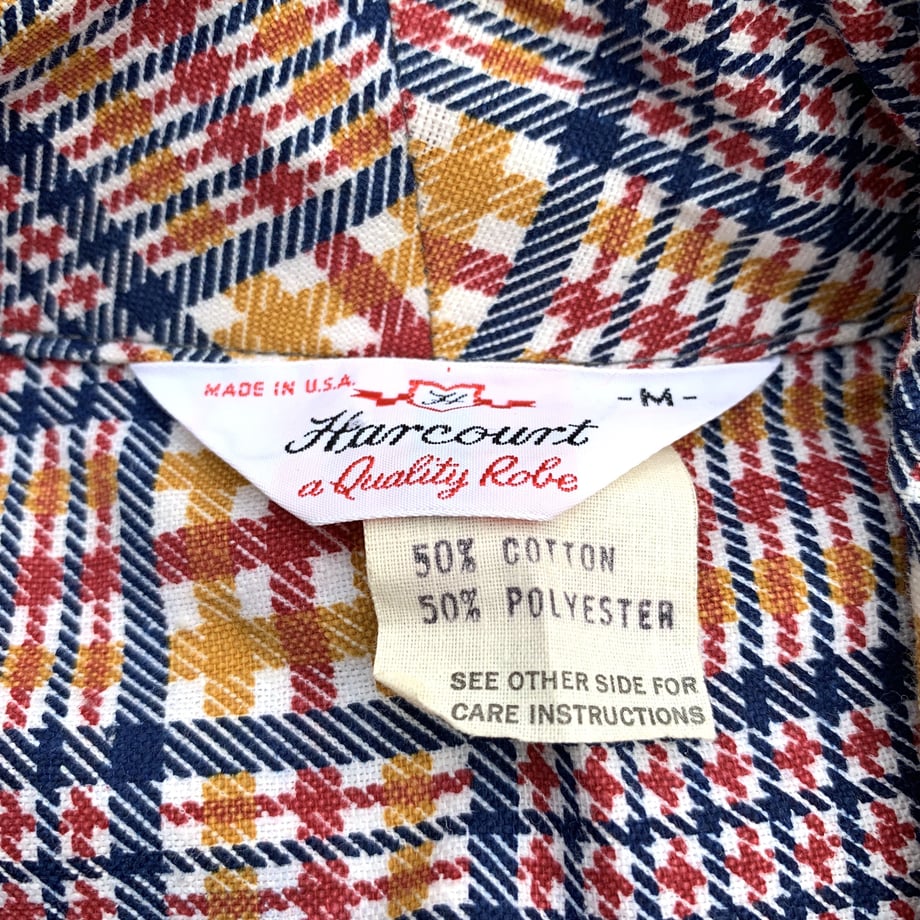 MADE IN U.S.A.
H
-M-
Harcourt
a Quality Robe
50% COTTON
50% POLYESTER
SEE OTHER SIDE FOR
CARE INSTRUCTIONS